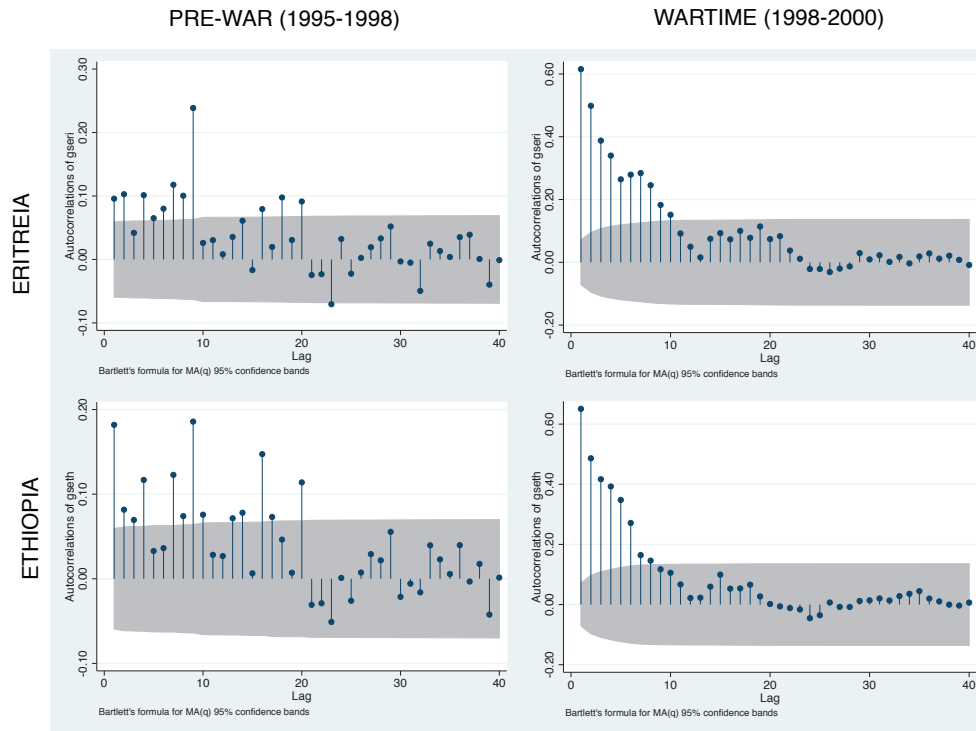 PRE-WAR (1995-1998)
WARTIME (1998-2000)
ERITREIA
Autocorrelations of gseri
0.30
0.20
0.10
0.00
-0.10
0 10 20 30 40
Lag
Bartlett's formula for MA(q) 95% confidence bands
Autocorrelations of gseri
0.60
0.40
0.20
0.00
-0.20
0 10 20 30 40
Lag
Bartlett's formula for MA(q) 95% confidence bands
ETHIOPIA
Autocorrelations of gseth
0.20
0.10
0.00
-0.10
0 10 20 30 40
Lag
Bartlett's formula for MA(q) 95% confidence bands
Autocorrelations of gseth
0.60
0.40
0.20
0.00
-0.20
0 10 20 30 40
Lag
Bartlett's formula for MA(q) 95% confidence bands